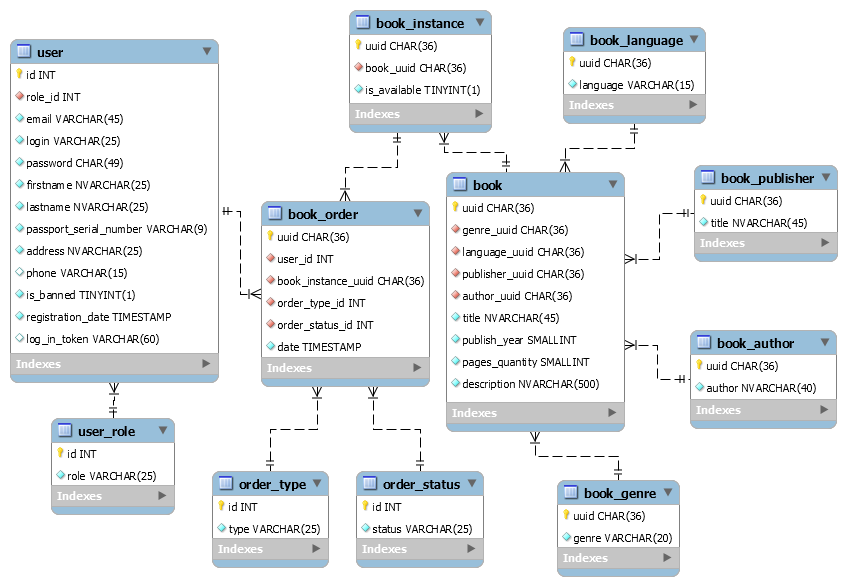 user
id INT
role_id INT
email VARCHAR(45)
login VARCHAR(25)
password CHAR(49)
firstname NVARCHAR(25)
lastname NVARCHAR(25)
passport_serial_number VARCHAR(9)
address NVARCHAR(25)
phone VARCHAR(15)
is_banned TINYINT(1)
registration_date TIMESTAMP
log_in_token VARCHAR(60)
Indexes
book_instance
uuid CHAR(36)
book_uuid CHAR(36)
is_available TINYINT(1)
Indexes
book_language
uuid CHAR(36)
language VARCHAR(15)
Indexes
book_order
uuid CHAR(36)
user_id INT
book_instance_uuid CHAR(36)
order_type_id INT
order_status_id INT
date TIMESTAMP
Indexes
book
uuid CHAR(36)
genre_uuid CHAR(36)
language_uuid CHAR(36)
publisher_uuid CHAR(36)
author_uuid CHAR(36)
title NVARCHAR(45)
publish_year SMALLINT
pages_quantity SMALLINT
description NVARCHAR(500)
Indexes
book_publisher
uuid CHAR(36)
title NVARCHAR(45)
Indexes
book_author
uuid CHAR(36)
author NVARCHAR(40)
Indexes
user_role
id INT
role VARCHAR(25)
Indexes
order_type
id INT
type VARCHAR(25)
Indexes
order_status
id INT
status VARCHAR(25)
Indexes
book_genre
uuid CHAR(36)
genre VARCHAR(20)
Indexes